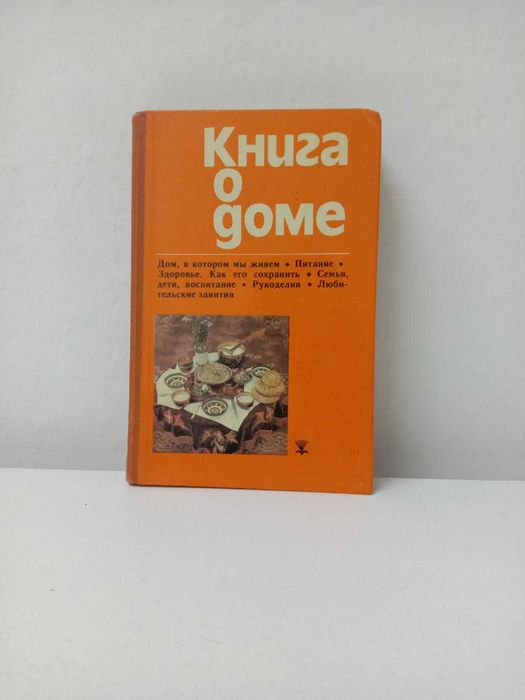 Книга
о
доме
Дом, в котором мы живем • Питание •
Здоровье. Как его сохранить • Семья,
дети, воспитание • Рукоделия • Люби-
тельские занятия